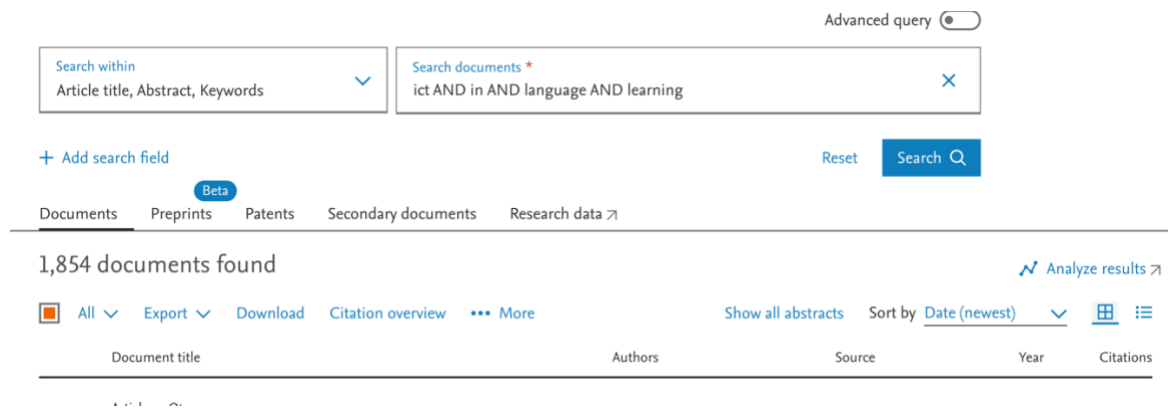 Advanced query
Search within
Article title, Abstract, Keywords
Search documents *
ict AND in AND language AND learning
+ Add search field
Reset
Search
Beta
Documents Preprints Patents Secondary documents Research data
1,854 documents found
Analyze results
All Export Download Citation overview ••• More Show all abstracts Sort by Date (newest)
Document title Authors Source Year Citations